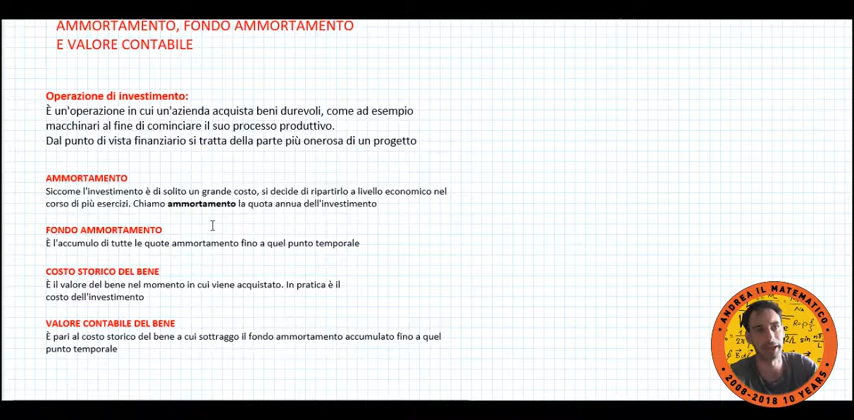 AMMORTAMENTO, FONDO AMMORTAMENTO
E VALORE CONTABILE
Operazione di investimento:
È un'operazione in cui un'azienda acquista beni durevoli, come ad esempio
macchinari al fine di cominciare il suo processo produttivo.
Dal punto di vista finanziario si tratta della parte più onerosa di un progetto
AMMORTAMENTO
Siccome l'investimento è di solito un grande costo, si decide di ripartirlo a livello economico nel
corso di più esercizi. Chiamo ammortamento la quota annua dell'investimento
FONDO AMMORTAMENTO
È l'accumulo di tutte le quote ammortamento fino a quel punto temporale
COSTO STORICO DEL BENE
È il valore del bene nel momento in cui viene acquistato. In pratica è il
costo dell'investimento
VALORE CONTABILE DEL BENE
È pari al costo storico del bene a cui sottraggo il fondo ammortamento accumulato fino a quel
punto temporale
ANDREA IL MATEMATICO
2008-2018 10 YEARS